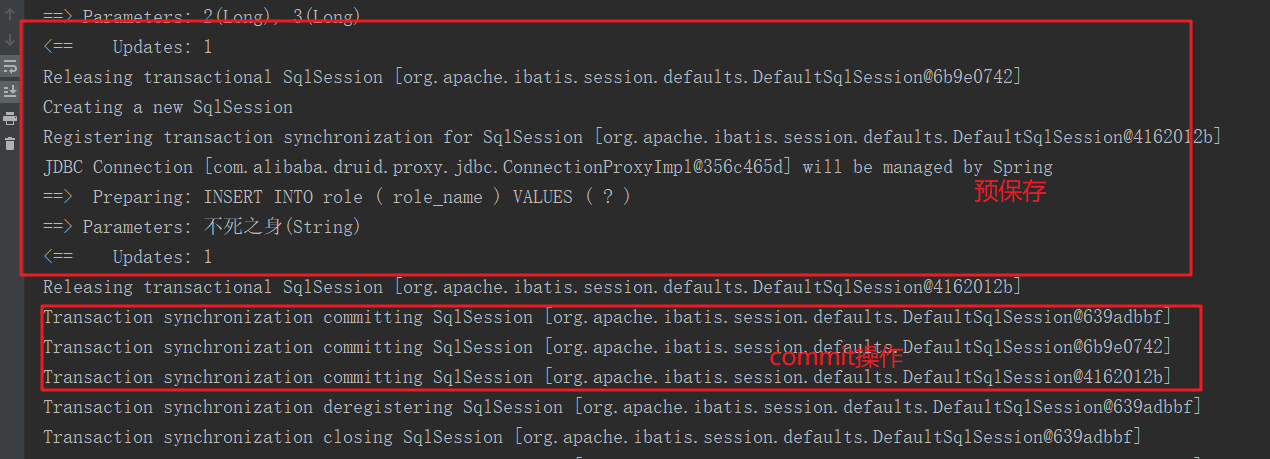 ==> Parameters: 2(Long), 3(Long)
<==    Updates: 1
Releasing transactional SqlSession [org.apache.ibatis.session.defaults.DefaultSqlSession@6b9e0742]
Creating a new SqlSession
Registering transaction synchronization for SqlSession [org.apache.ibatis.session.defaults.DefaultSqlSession@4162012b]
JDBC Connection [com.alibaba.druid.proxy.jdbc.ConnectionProxyImpl@356c465d] will be managed by Spring
==>  Preparing: INSERT INTO role ( role_name ) VALUES ( ? )
预保存
==> Parameters: 不死之身(String)
<==    Updates: 1
Releasing transactional SqlSession [org.apache.ibatis.session.defaults.DefaultSqlSession@4162012b]
Transaction synchronization committing SqlSession [org.apache.ibatis.session.defaults.DefaultSqlSession@639adbbf]
Transaction synchronization committing SqlSession [org.apache.ibatis.session.defaults.DefaultSqlSession@6b9e0742]
commit操作
Transaction synchronization committing SqlSession [org.apache.ibatis.session.defaults.DefaultSqlSession@4162012b]
Transaction synchronization deregistering SqlSession [org.apache.ibatis.session.defaults.DefaultSqlSession@639adbbf]
Transaction synchronization closing SqlSession [org.apache.ibatis.session.defaults.DefaultSqlSession@639adbbf]